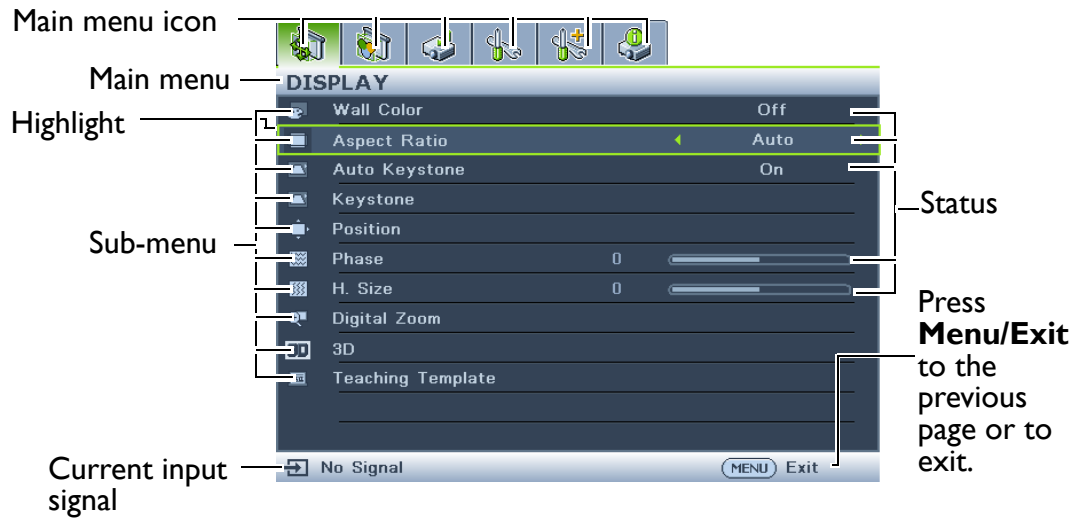 Main menu icon
Main menu
DISPLAY
Highlight
Wall Color Off
Aspect Ratio Auto
Auto Keystone On
Keystone
Status
Position
Sub-menu
Phase 0
H. Size 0
Digital Zoom
3D 3D
Teaching Template
Press
Menu/Exit
to the
previous
page or to
exit.
Current input
signal
No Signal
MENU Exit